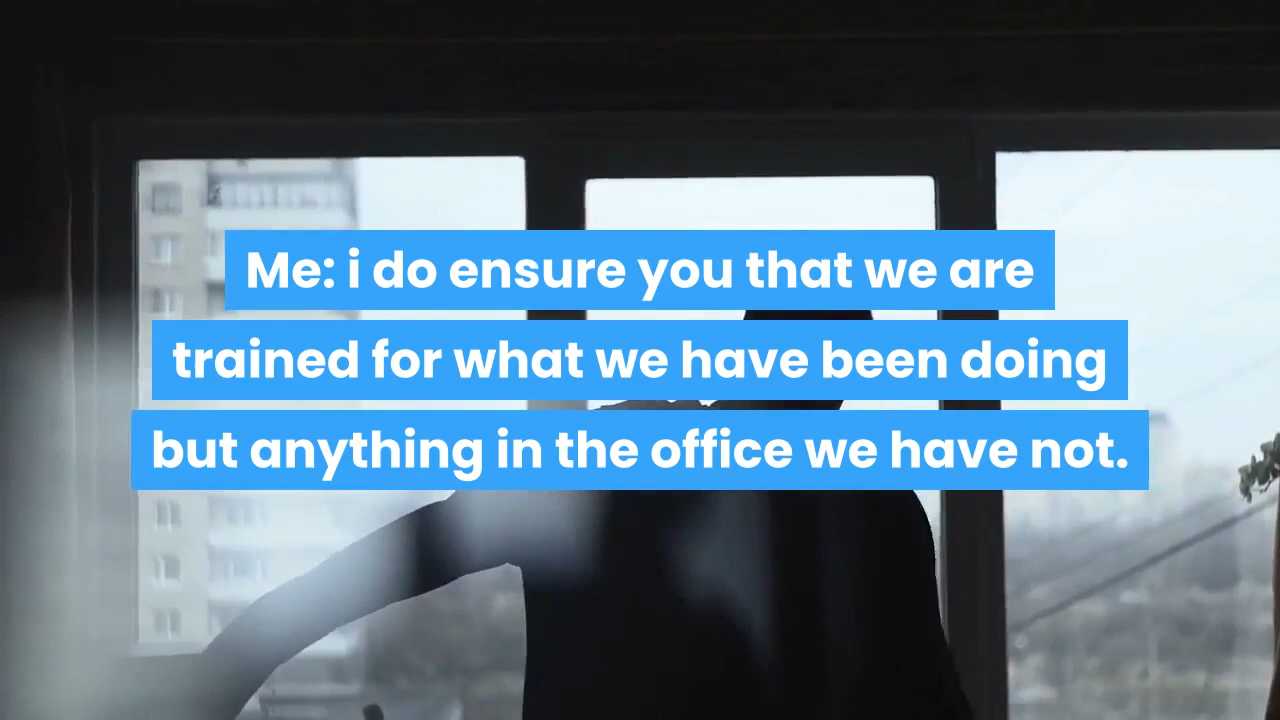 Me: i do ensure you that we are
trained for what we have been doing
but anything in the office we have not.